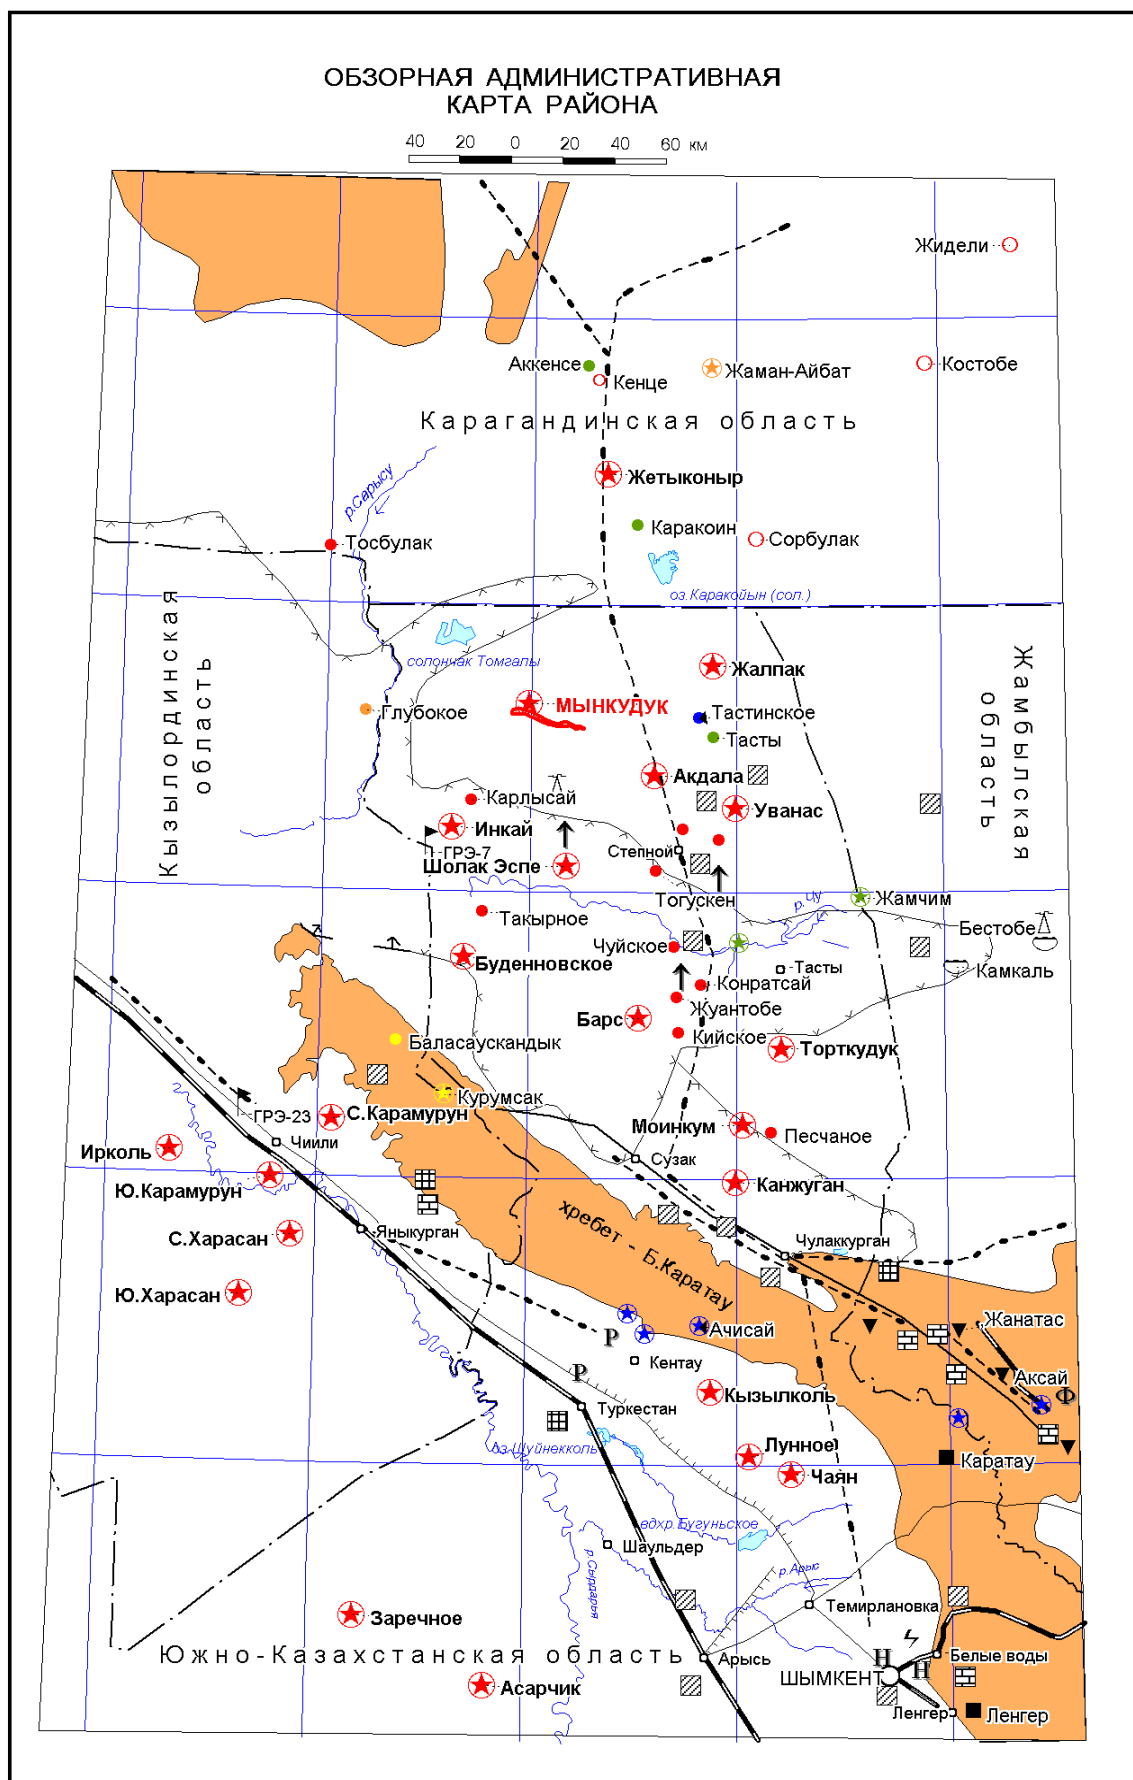 ОБЗОРНАЯ АДМИНИСТРАТИВНАЯ
КАРТА РАЙОНА
40 20 0 20 40 60 км
Жидели
Аккенсе
Кенце
Жаман-Айбат
Костобе
Карагандинская область
р.Сарысу
Жетыконыр
Тосбулак
Каракоин
Сорбулак
оз.Каракойын (сол.)
Кызылординская
область
Жамбылская
область
солончак Томгалы
Жалпак
МЫНКУДУК
Глубокое
Тастинское
Тасты
Акдала
Карлысай
Уванас
Инкай
ГРЭ-7
Степной
Шолак Эспе
Тогускен
Жамчим
р.Чу
Такырное
Бестобе
Чуйское
Буденновское
Тасты
Камкаль
Конратсай
Жуантобе
Барс
Кийское
Торткудук
Баласаускандык
Курумсак
ГРЭ-23
С.Карамурун
Моинкум
Песчаное
Чиили
Ирколь
Сузак
Ю.Карамурун
Канжуган
хребет - Б.Каратау
Яныкурган
С.Харасан
Чулаккурган
Ю.Харасан
Жанатас
Р
Ачисай
Кентау
Аксай
Р
Ф
Кызылколь
Туркестан
оз.Шуйнекколь
Лунное
Каратау
Чаян
вдхр.Бугуньское
Шаульдер
р.Сырдарья
р.Арыс
Темирлановка
Заречное
Южно-Казахстанская область
Арысь
Белые воды
Н
Н
ШЫМКЕНТ
Асарчик
Ленгер
Ленгер